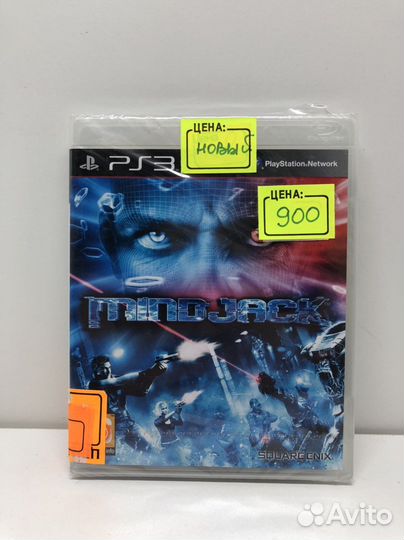 ЦЕНА:
новый
PS3
PlayStation®Network
ЦЕНА:
900
MINDJACK
П
SQUARE ENIX
Avito